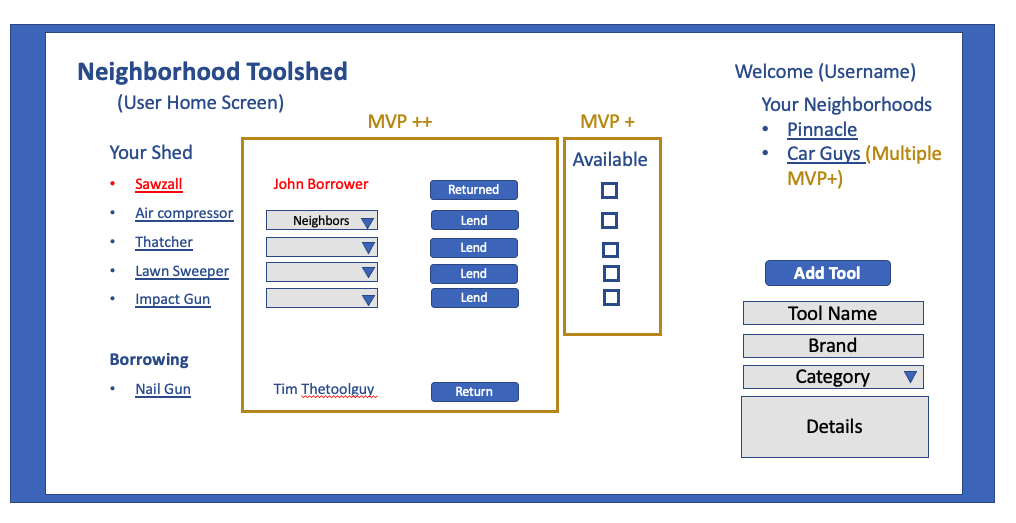 Neighborhood Toolshed
(User Home Screen)
Welcome (Username)
Your Neighborhoods
• Pinnacle
• Car Guys (Multiple
MVP+)
MVP ++
MVP +
Your Shed
Available
• Sawzall
John Borrower
Returned
• Air compressor
Neighbors
Lend
• Thatcher
Lend
• Lawn Sweeper
Lend
• Impact Gun
Lend
Borrowing
• Nail Gun
Tim Thetoolguy
Return
Add Tool
Tool Name
Brand
Category
Details